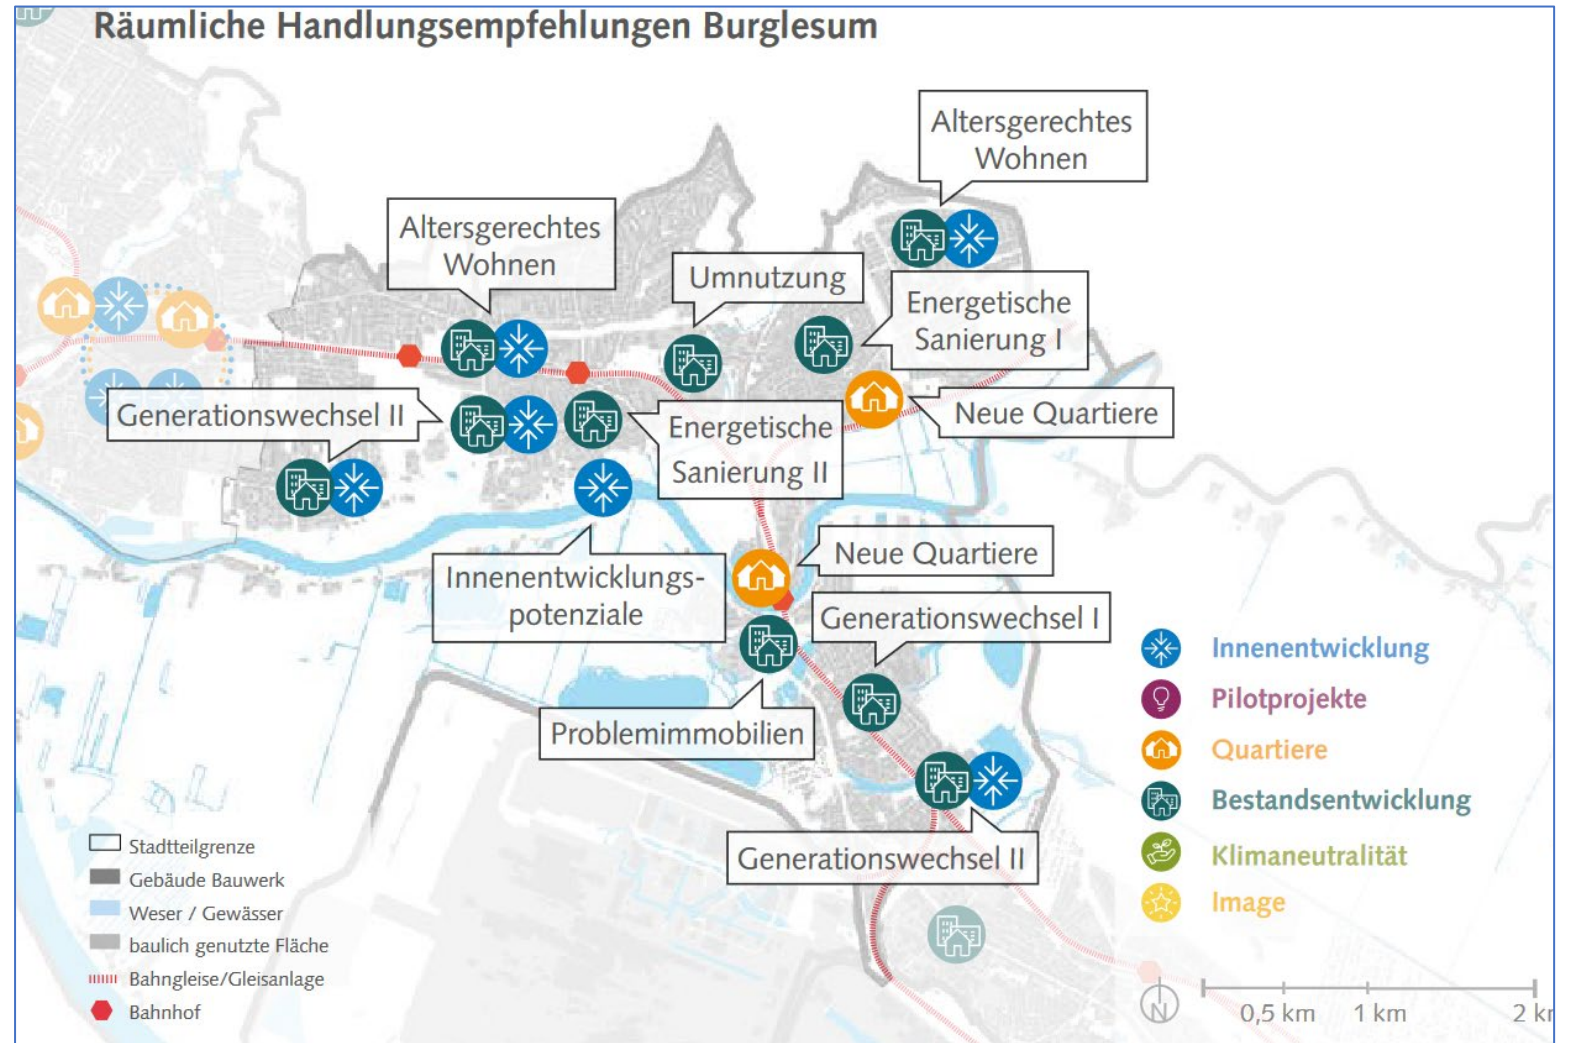 Räumliche Handlungsempfehlungen Burglesum
Altersgerechtes
Wohnen
Altersgerechtes
Wohnen
Umnutzung
Energetische
Sanierung I
Generationswechsel II
Energetische
Sanierung II
Neue Quartiere
Innenentwicklungs-
potenziale
Neue Quartiere
Generationswechsel I
Problemimmobilien
Generationswechsel II
Innenentwicklung
Pilotprojekte
Quartiere
Bestandsentwicklung
Klimaneutralität
Image
Stadtteilgrenze
Gebäude Bauwerk
Weser / Gewässer
baulich genutzte Fläche
Bahngleise/Gleisanlage
Bahnhof
N
0,5 km 1 km 2 k